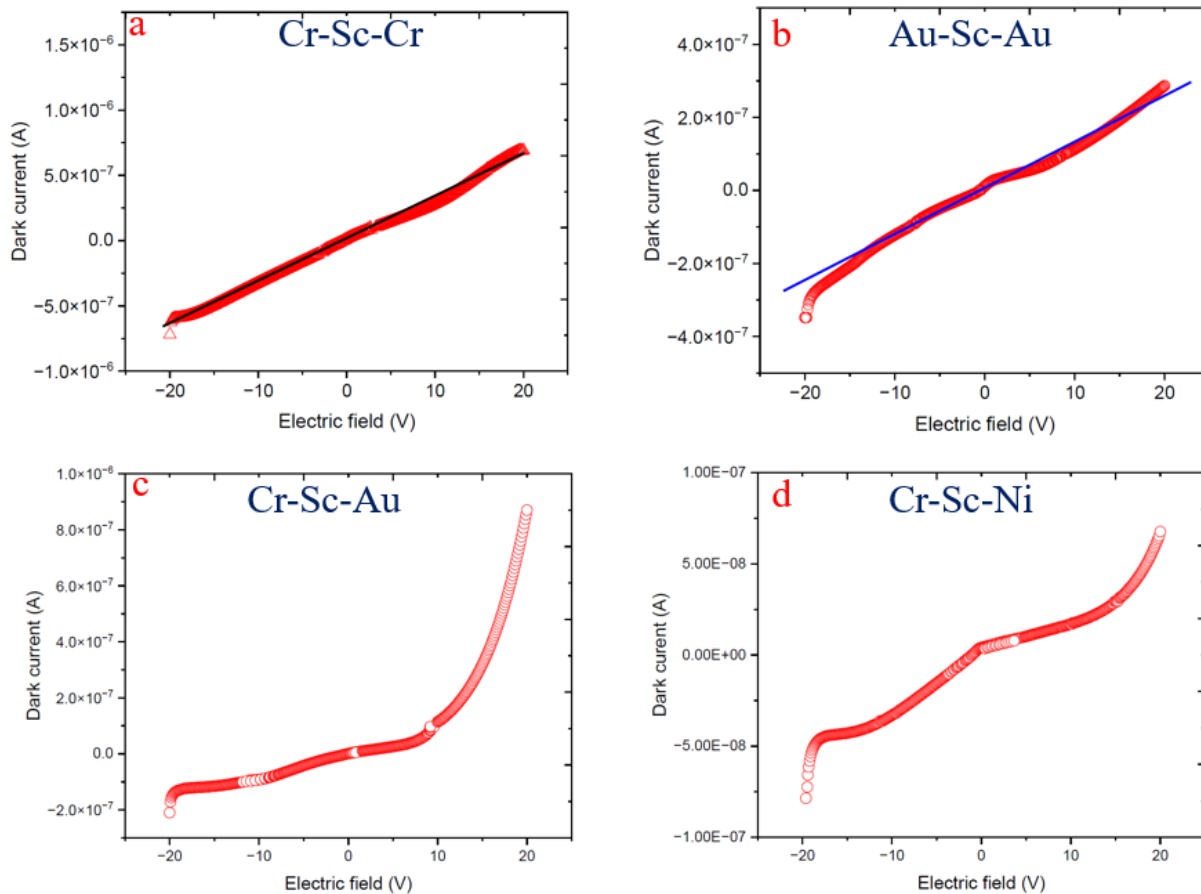 a
Cr-Sc-Cr
1.5×10⁻⁶
1.0×10⁻⁶
5.0×10⁻⁷
0.0
−5.0×10⁻⁷
−1.0×10⁻⁶
Dark current (A)
−20 −10 0 10 20
Electric field (V)
b
Au-Sc-Au
4.0×10⁻⁷
2.0×10⁻⁷
0.0
−2.0×10⁻⁷
−4.0×10⁻⁷
Dark current (A)
−20 −10 0 10 20
Electric field (V)
c
Cr-Sc-Au
1.0×10⁻⁶
8.0×10⁻⁷
6.0×10⁻⁷
4.0×10⁻⁷
2.0×10⁻⁷
0.0
−2.0×10⁻⁷
Dark current (A)
−20 −10 0 10 20
Electric field (V)
d
Cr-Sc-Ni
1.00E−07
5.00E−08
0.00E+00
−5.00E−08
−1.00E−07
Dark current (A)
−20 −10 0 10 20
Electric field (V)